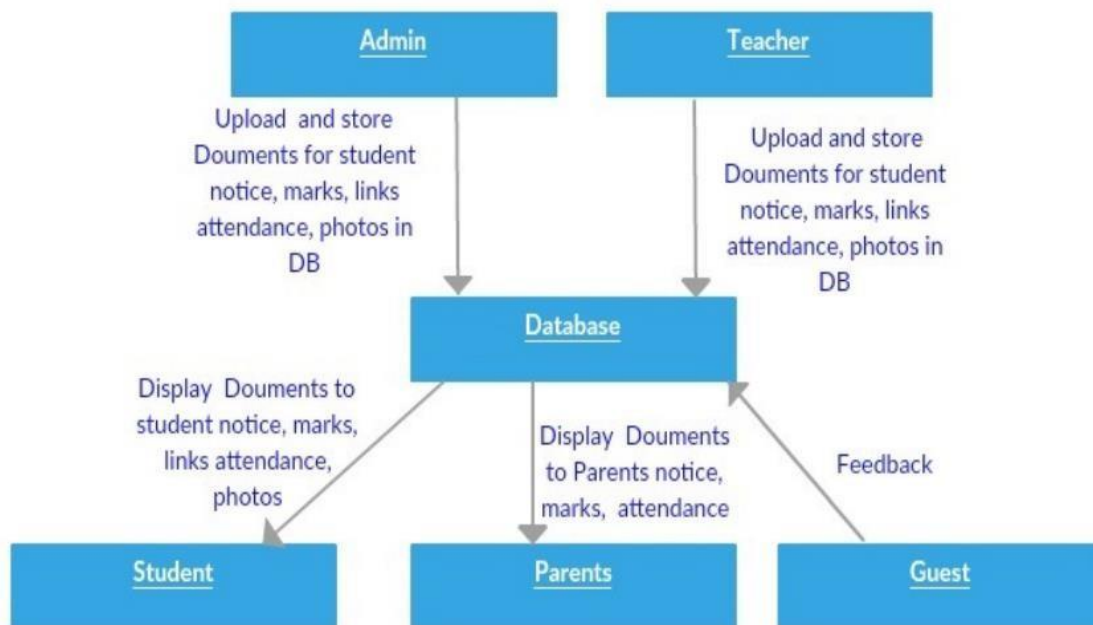 Admin
Teacher
Upload and store
Douments for student
notice, marks, links
attendance, photos in
DB
Upload and store
Douments for student
notice, marks, links
attendance, photos in
DB
Database
Display Douments to
student notice, marks,
links attendance,
photos
Display Douments
to Parents notice,
marks, attendance
Feedback
Student
Parents
Guest